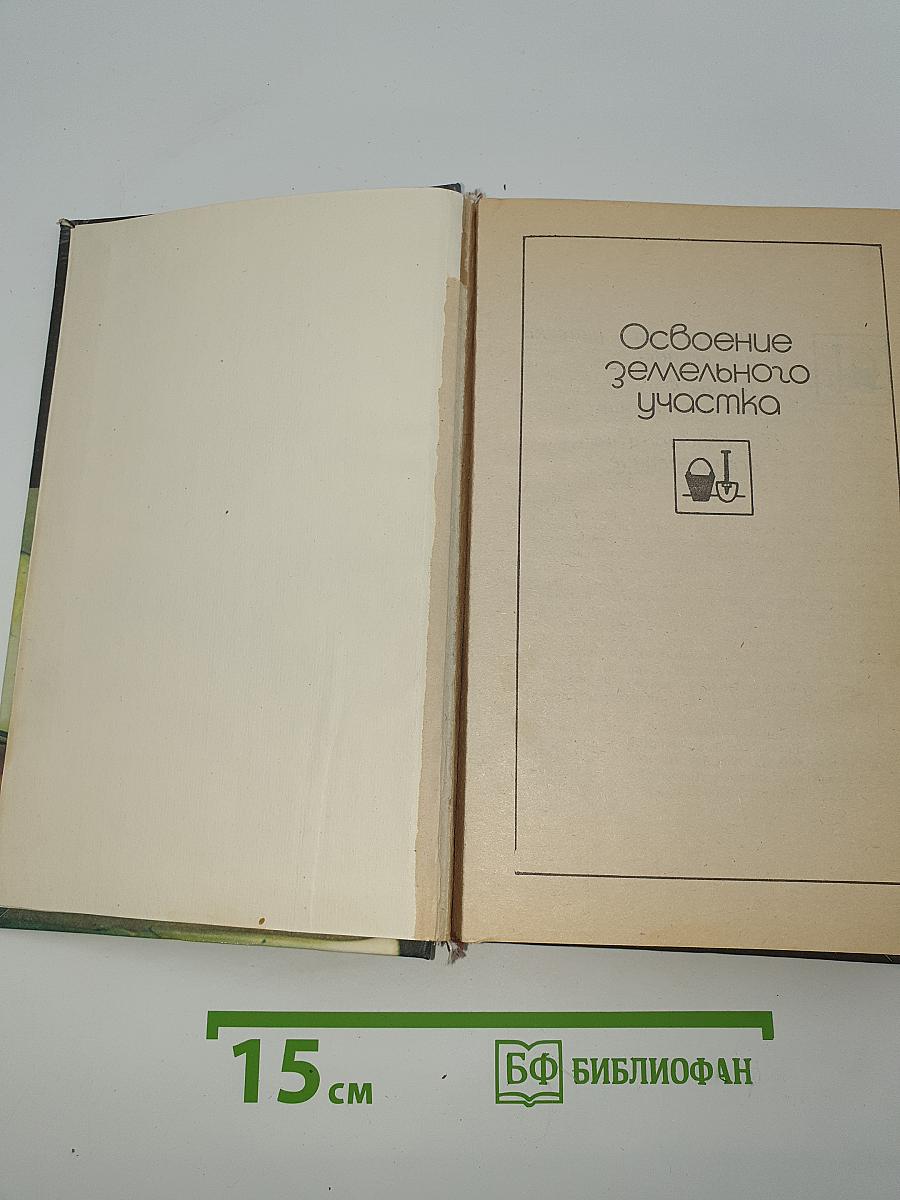 Освоение
земельного
участка
15 см
БФ БИБЛИОФАН